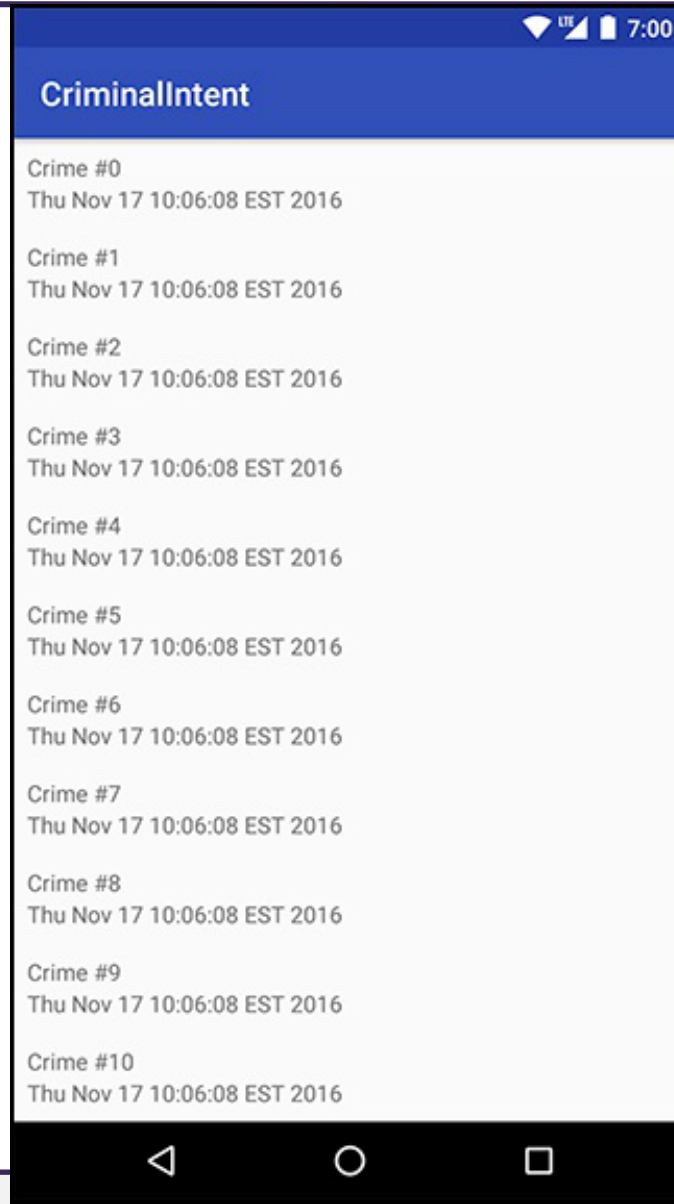 LTE 7:00
CriminalIntent
Crime #0
Thu Nov 17 10:06:08 EST 2016
Crime #1
Thu Nov 17 10:06:08 EST 2016
Crime #2
Thu Nov 17 10:06:08 EST 2016
Crime #3
Thu Nov 17 10:06:08 EST 2016
Crime #4
Thu Nov 17 10:06:08 EST 2016
Crime #5
Thu Nov 17 10:06:08 EST 2016
Crime #6
Thu Nov 17 10:06:08 EST 2016
Crime #7
Thu Nov 17 10:06:08 EST 2016
Crime #8
Thu Nov 17 10:06:08 EST 2016
Crime #9
Thu Nov 17 10:06:08 EST 2016
Crime #10
Thu Nov 17 10:06:08 EST 2016